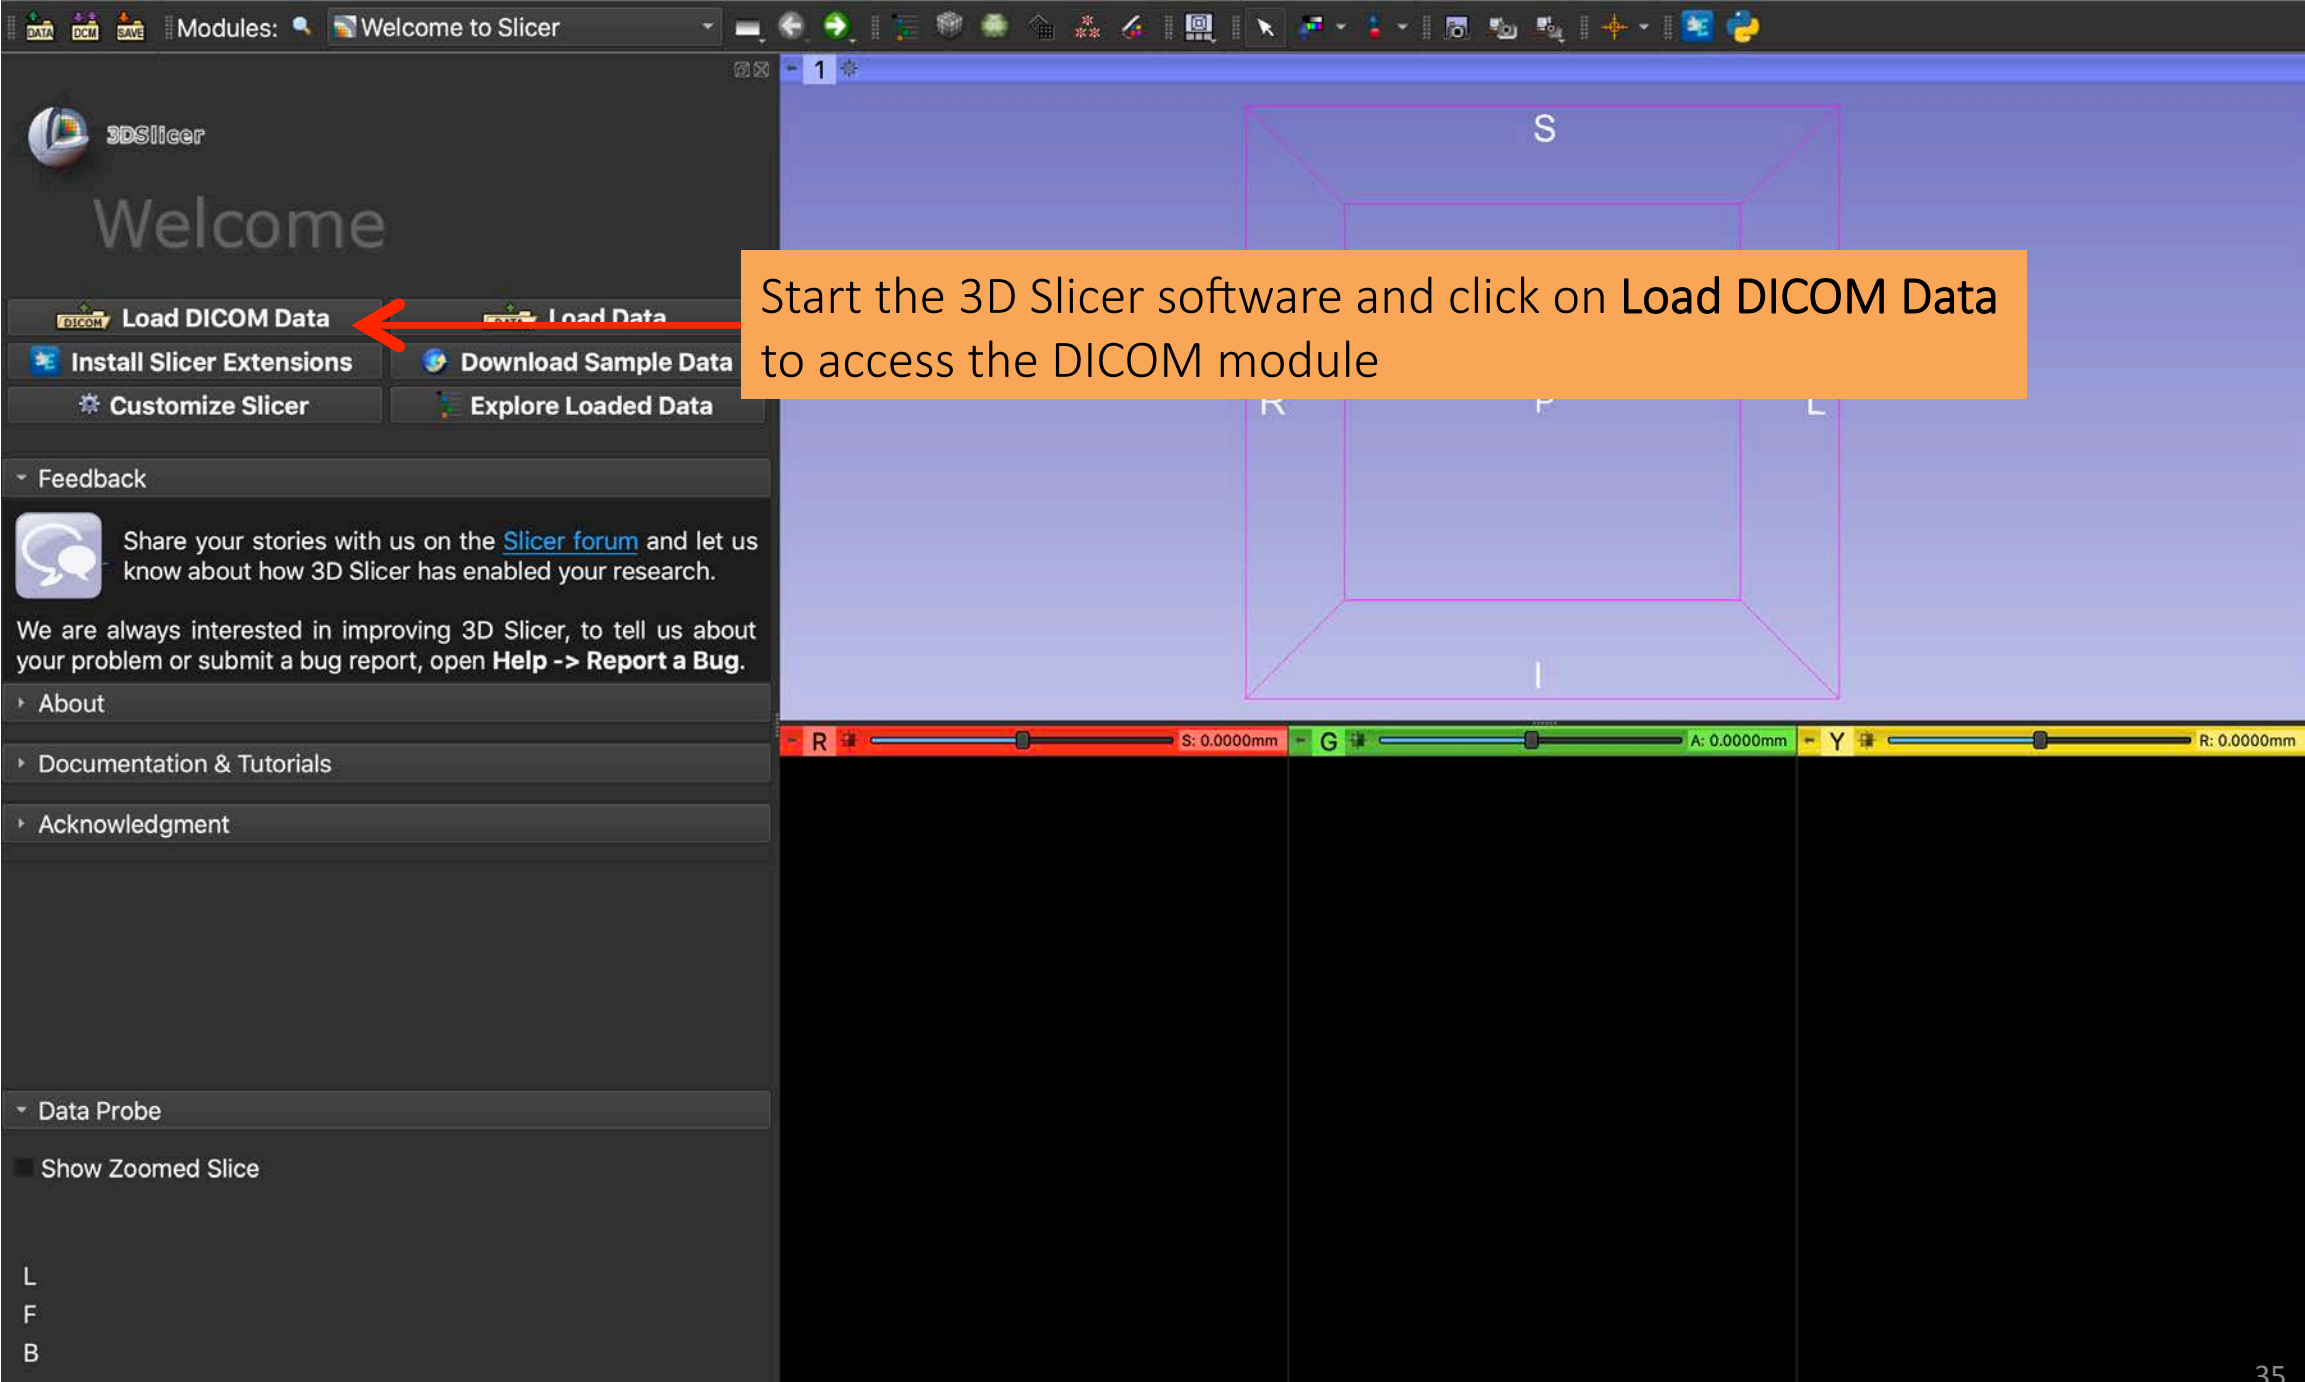 DATA DCM SAVE Modules: Welcome to Slicer
1
3DSlicer
Welcome
S
Start the 3D Slicer software and click on Load DICOM Data
to access the DICOM module
DICOM Load DICOM Data
DATA Load Data
Install Slicer Extensions
Download Sample Data
Customize Slicer
Explore Loaded Data
R P L
Feedback
Share your stories with us on the Slicer forum and let us
know about how 3D Slicer has enabled your research.
We are always interested in improving 3D Slicer, to tell us about
your problem or submit a bug report, open Help -> Report a Bug.
I
About
R S: 0.0000mm
G A: 0.0000mm
Y R: 0.0000mm
Documentation & Tutorials
Acknowledgment
Data Probe
Show Zoomed Slice
L
F
B
35